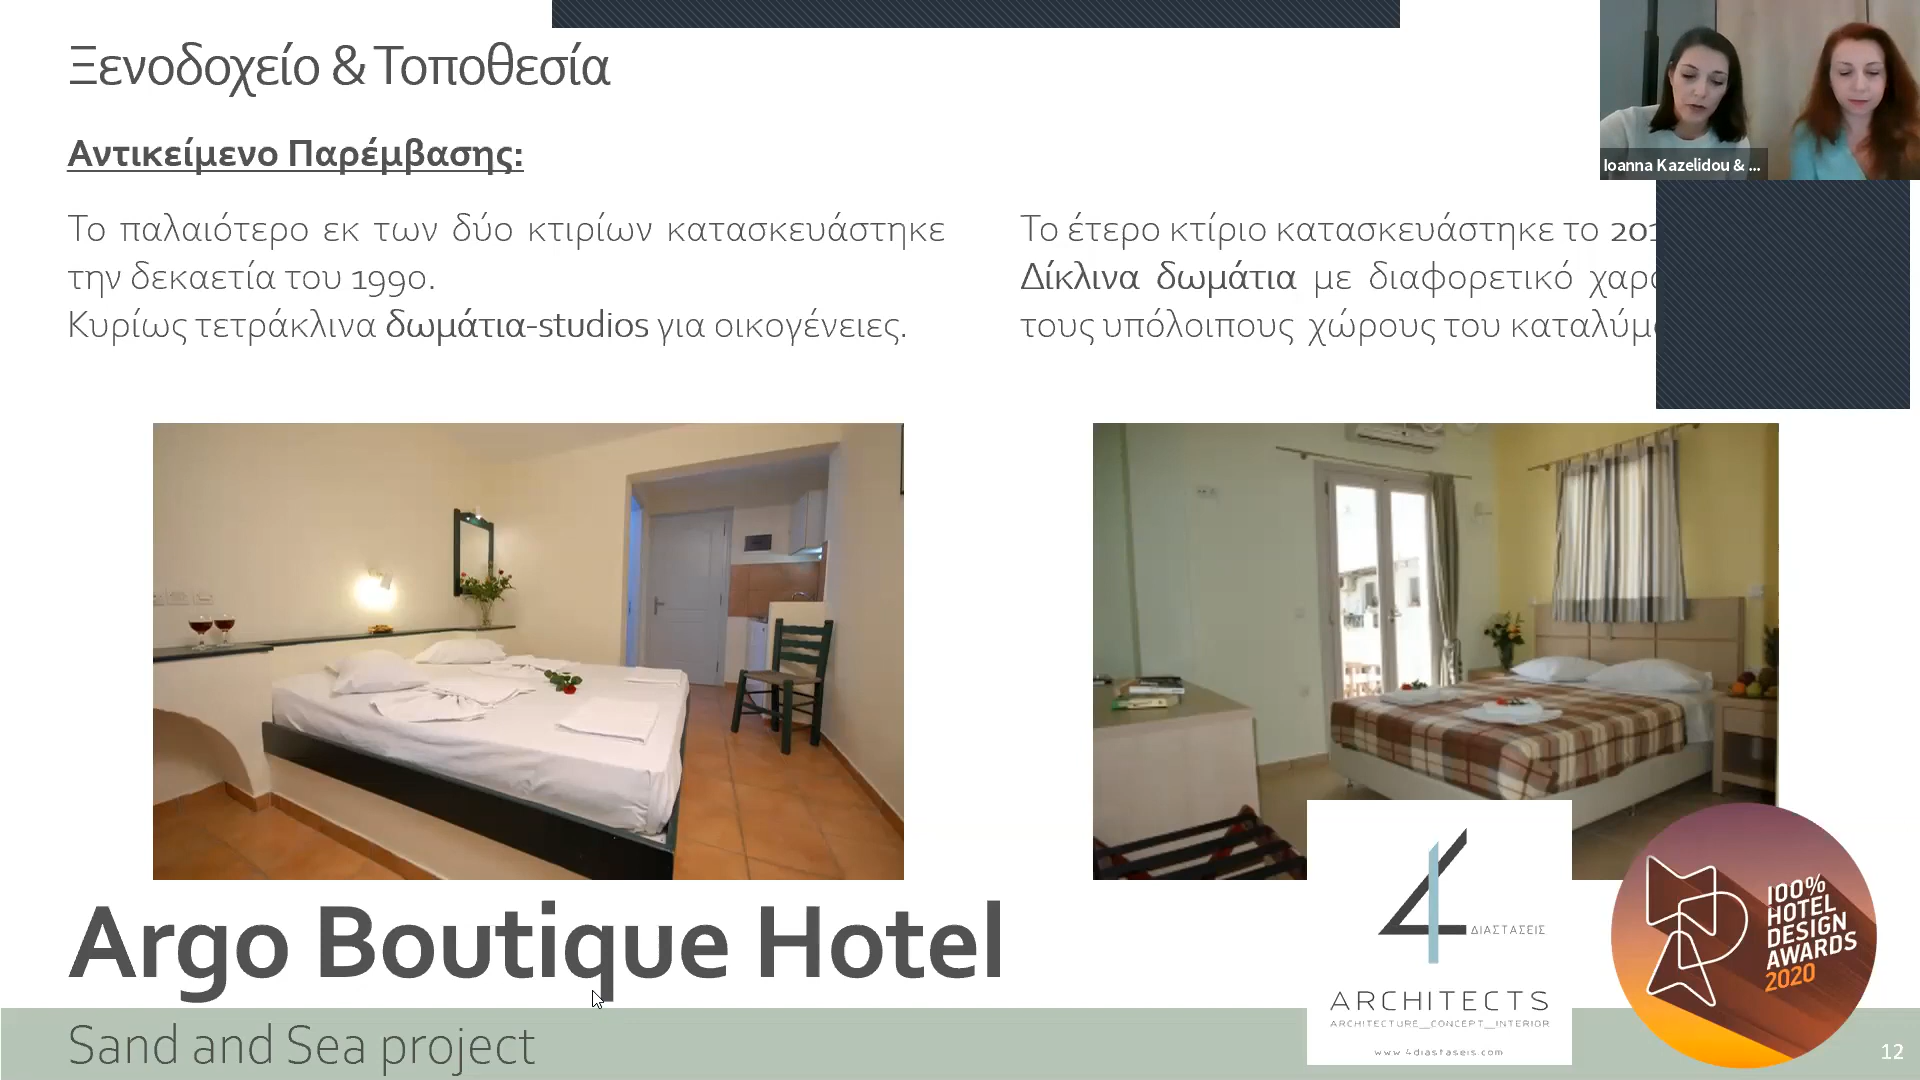 Ξενοδοχείο & Τοποθεσία
Αντικείμενο Παρέμβασης:
Το παλαιότερο εκ των δύο κτιρίων κατασκευάστηκε
την δεκαετία του 1990.
Κυρίως τετράκλινα δωμάτια-studios για οικογένειες.
Το έτερο κτίριο κατασκευάστηκε το
Δίκλινα δωμάτια με διαφορετικό
τους υπόλοιπους χώρους του
Ioanna Kazelidou & ...
Argo Boutique Hotel
Sand and Sea project
4 ΔΙΑΣΤΑΣΕΙΣ
ARCHITECTS
ARCHITECTURE_CONCEPT_INTERIOR
www.4diastaseis.com
100%
HOTEL
DESIGN
AWARDS
2020
12